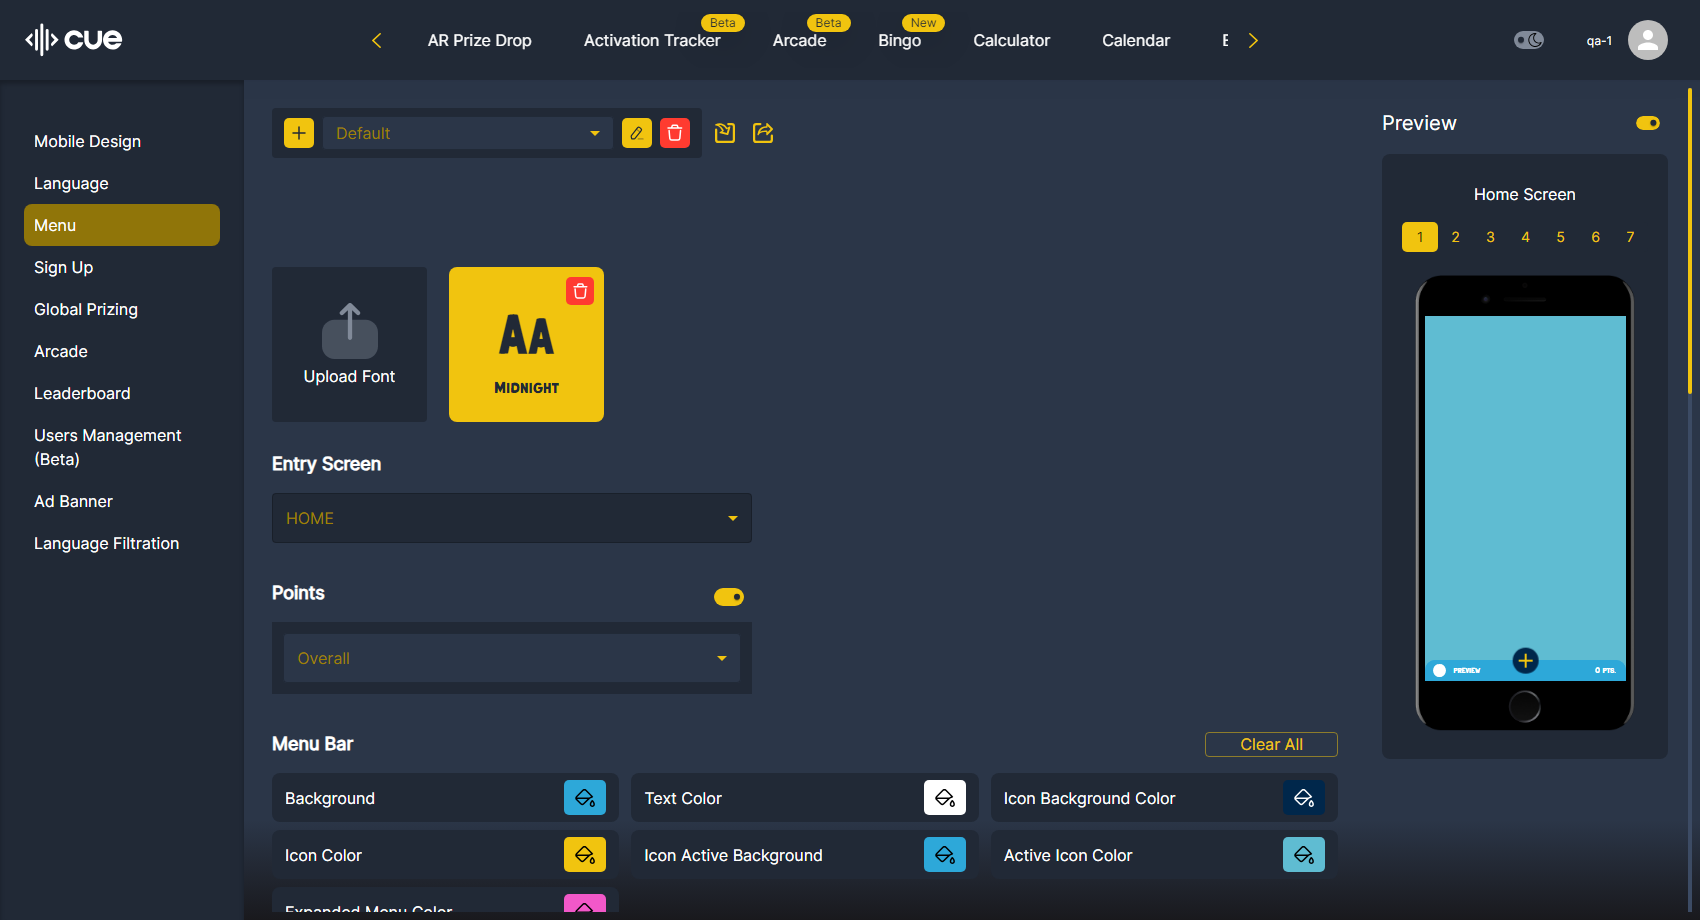 cue
AR Prize Drop
Activation Tracker
Beta
Arcade
Beta
Bingo
New
Calculator
Calendar
qa-1
Mobile Design
Language
Menu
Sign Up
Global Prizing
Arcade
Leaderboard
Users Management
(Beta)
Ad Banner
Language Filtration
Default
Upload Font
AA
MIDNIGHT
Entry Screen
HOME
Points
Overall
Menu Bar
Clear All
Background
Text Color
Icon Background Color
Icon Color
Icon Active Background
Active Icon Color
Expanded Menu Color
Preview
Home Screen
1 2 3 4 5 6 7
PREVIEW
0 PTS.